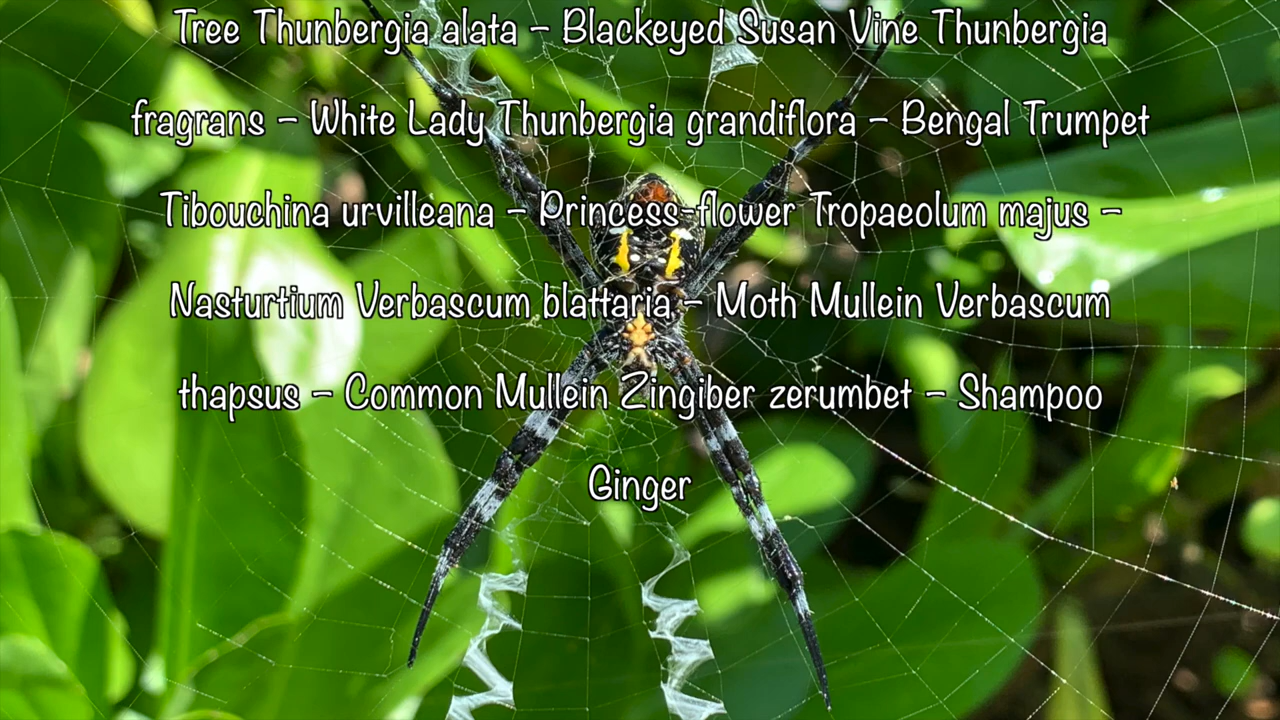 Tree Thunbergia alata – Blackeyed Susan Vine Thunbergia
fragrans – White Lady Thunbergia grandiflora – Bengal Trumpet
Tibouchina urvilleana – Princess-flower Tropaeolum majus –
Nasturtium Verbascum blattaria – Moth Mullein Verbascum
thapsus – Common Mullein Zingiber zerumbet – Shampoo
Ginger